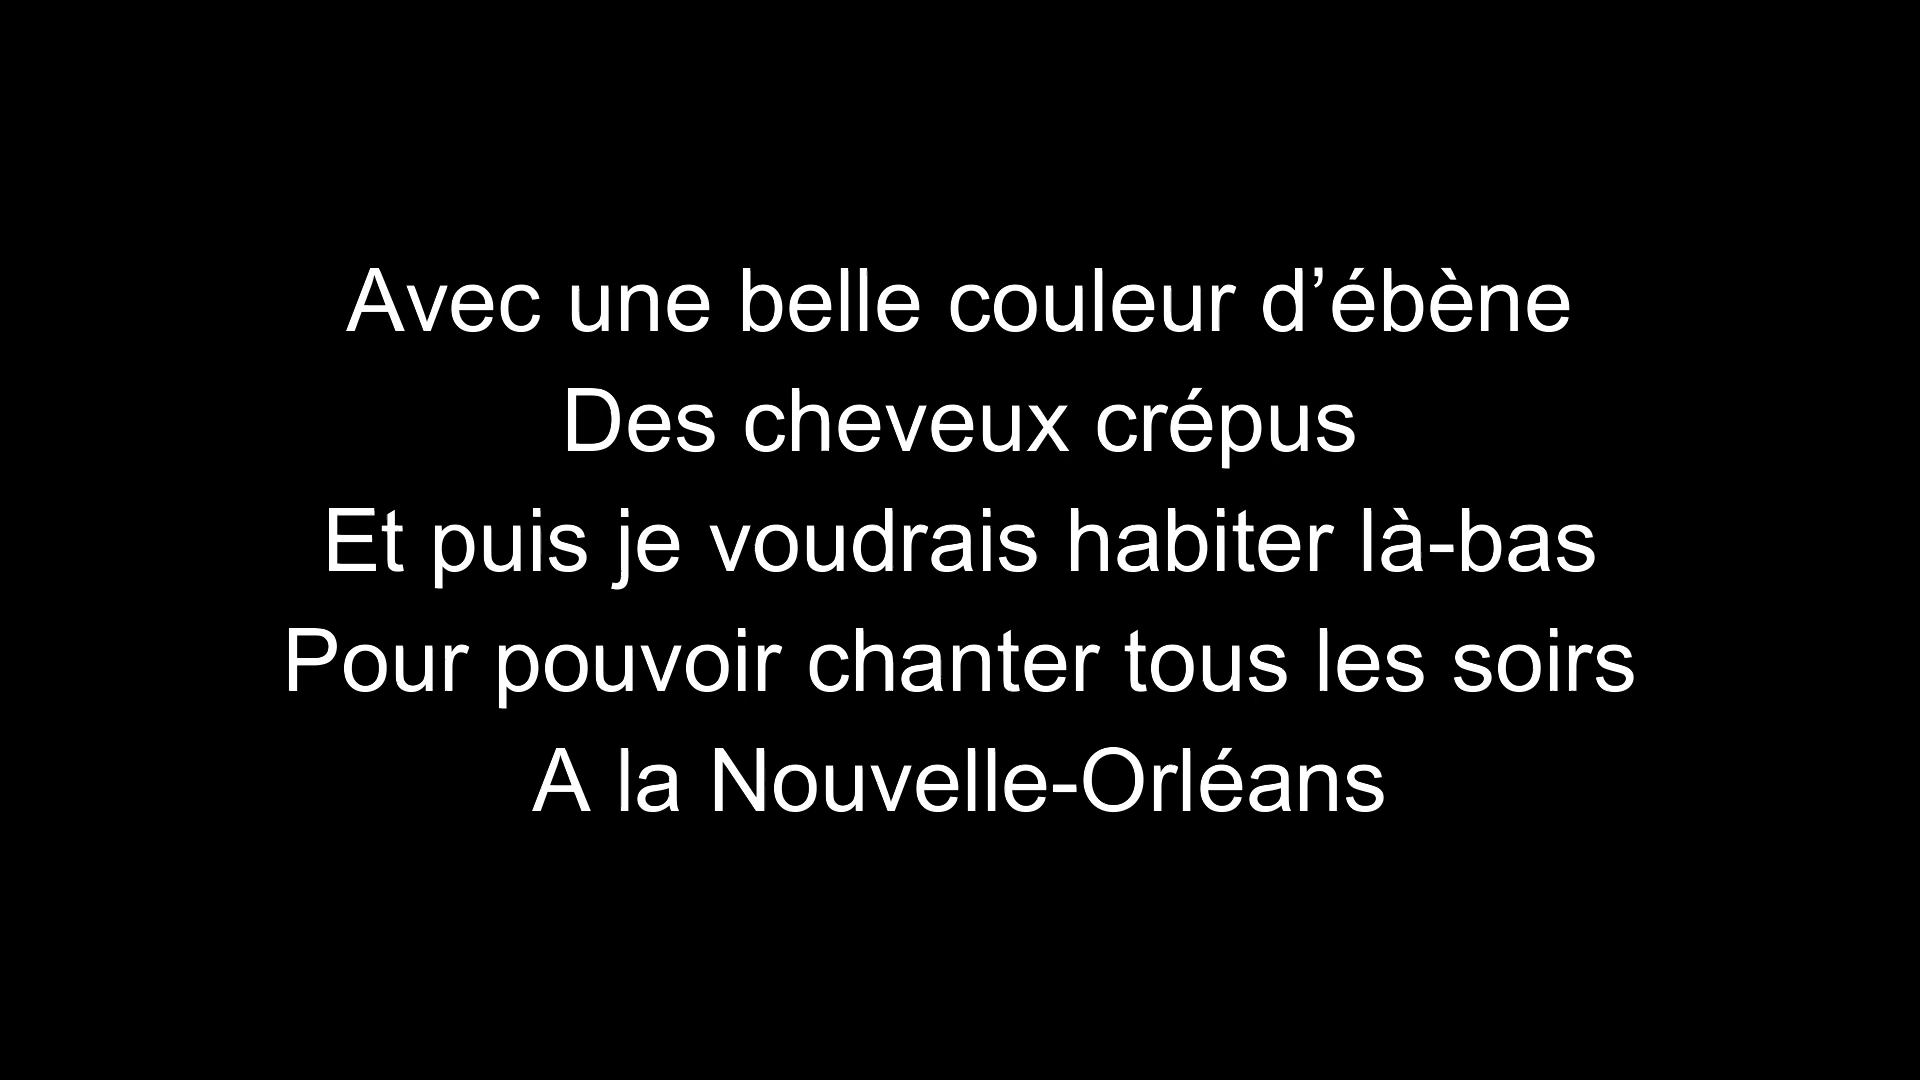 Avec une belle couleur d’ébène
Des cheveux crépus
Et puis je voudrais habiter là-bas
Pour pouvoir chanter tous les soirs
A la Nouvelle-Orléans